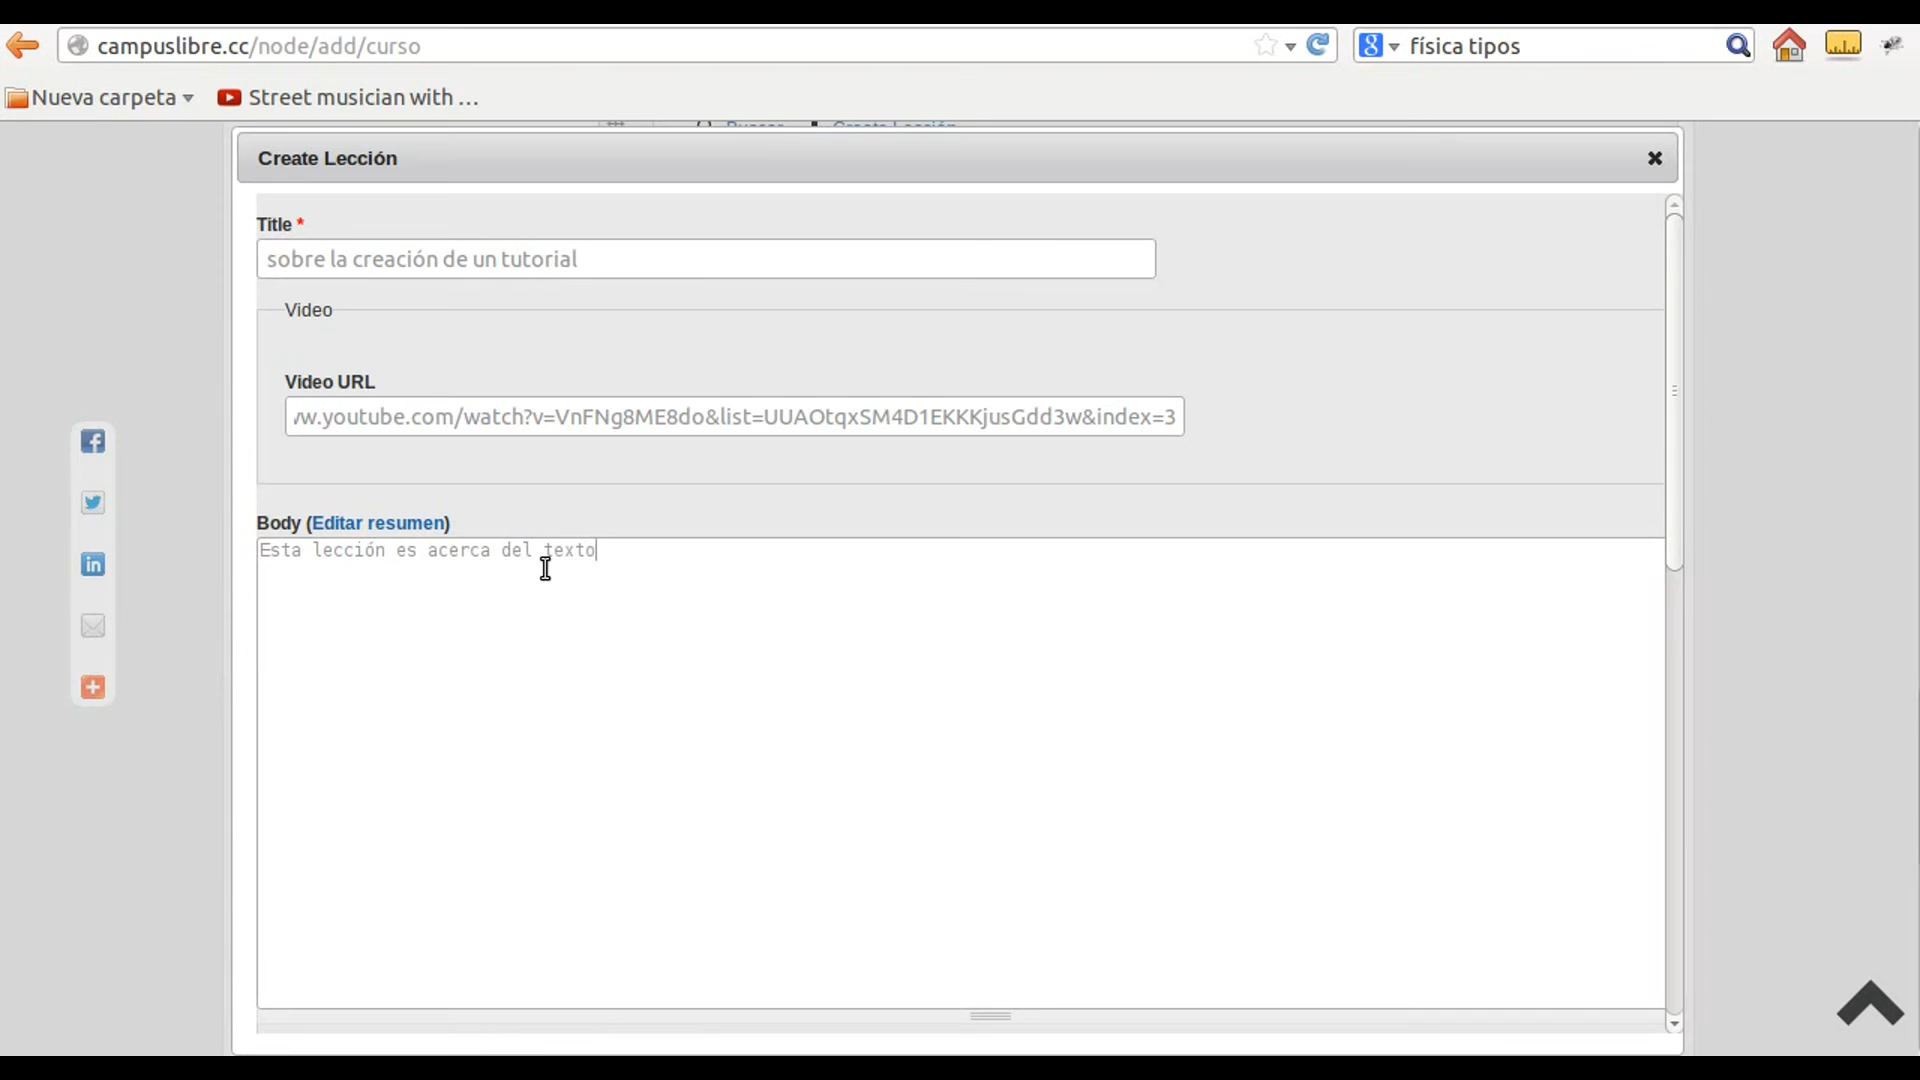 campuslibre.cc/node/add/curso
física tipos
Nueva carpeta
Street musician with ...
Create Lección
Title *
sobre la creación de un tutorial
Video
Video URL
w.youtube.com/watch?v=VnFNg8ME8do&list=UUAOtqxSM4D1EKKKjusGdd3w&index=3
Body (Editar resumen)
Esta lección es acerca del texto